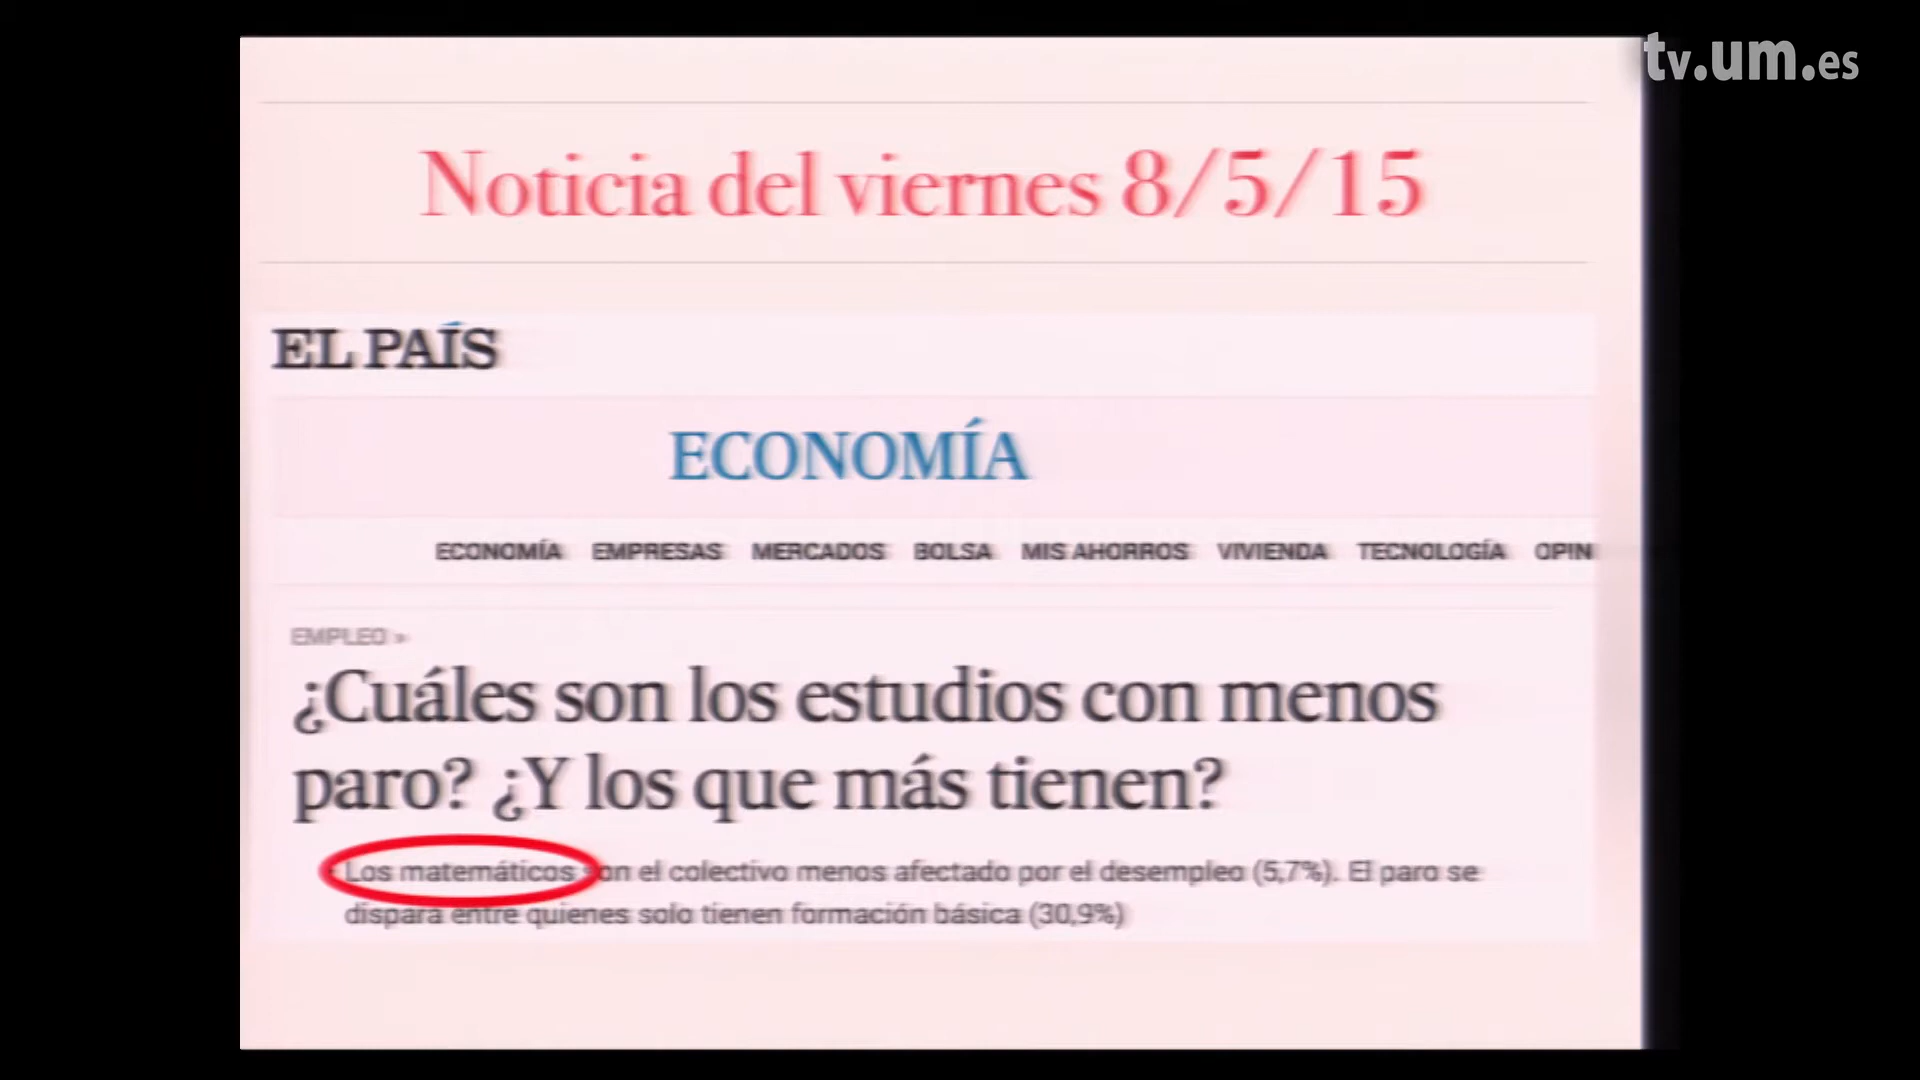 tv.um.es
Noticia del viernes 8/5/15
EL PAÍS
ECONOMÍA
ECONOMÍA EMPRESAS MERCADOS BOLSA MIS AHORROS VIVIENDA TECNOLOGÍA OPIN
EMPLEO »
¿Cuáles son los estudios con menos
paro? ¿Y los que más tienen?
Los matemáticos son el colectivo menos afectado por el desempleo (5,7%). El paro se
dispara entre quienes solo tienen formación básica (30,9%)